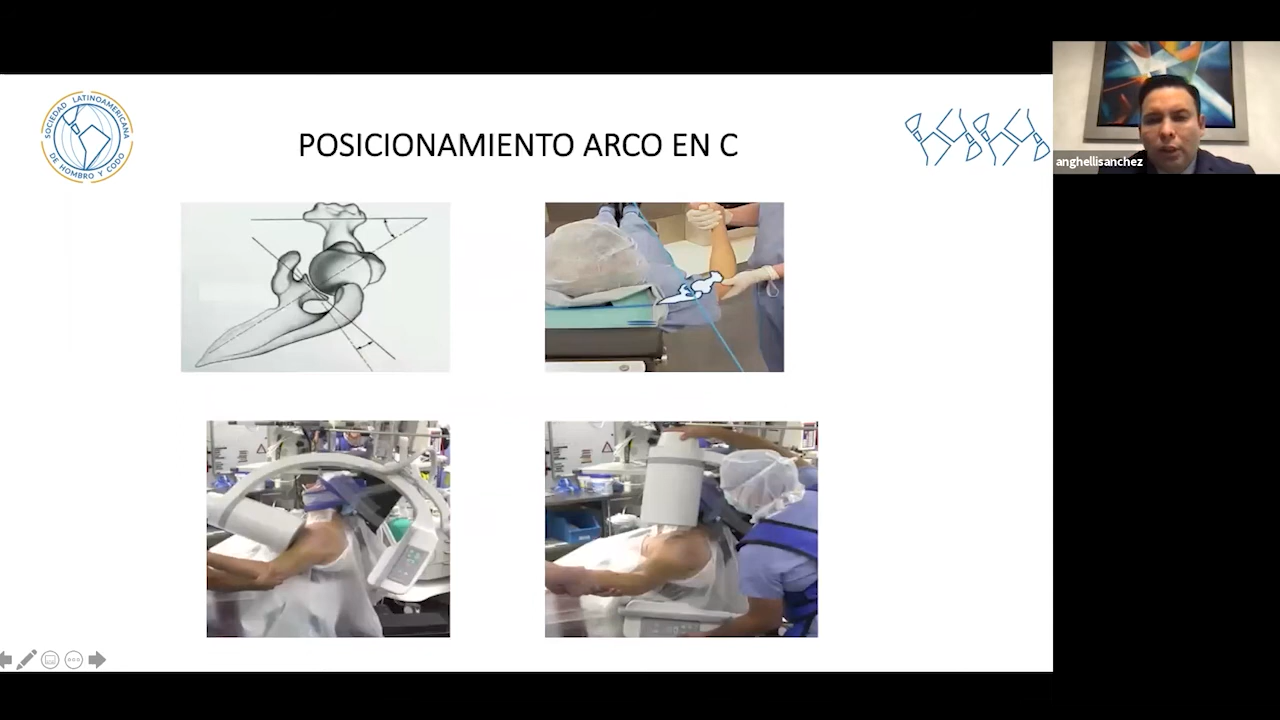 SOCIEDAD LATINOAMERICANA
DE HOMBRO Y CODO
POSICIONAMIENTO ARCO EN C
anghellisanchez